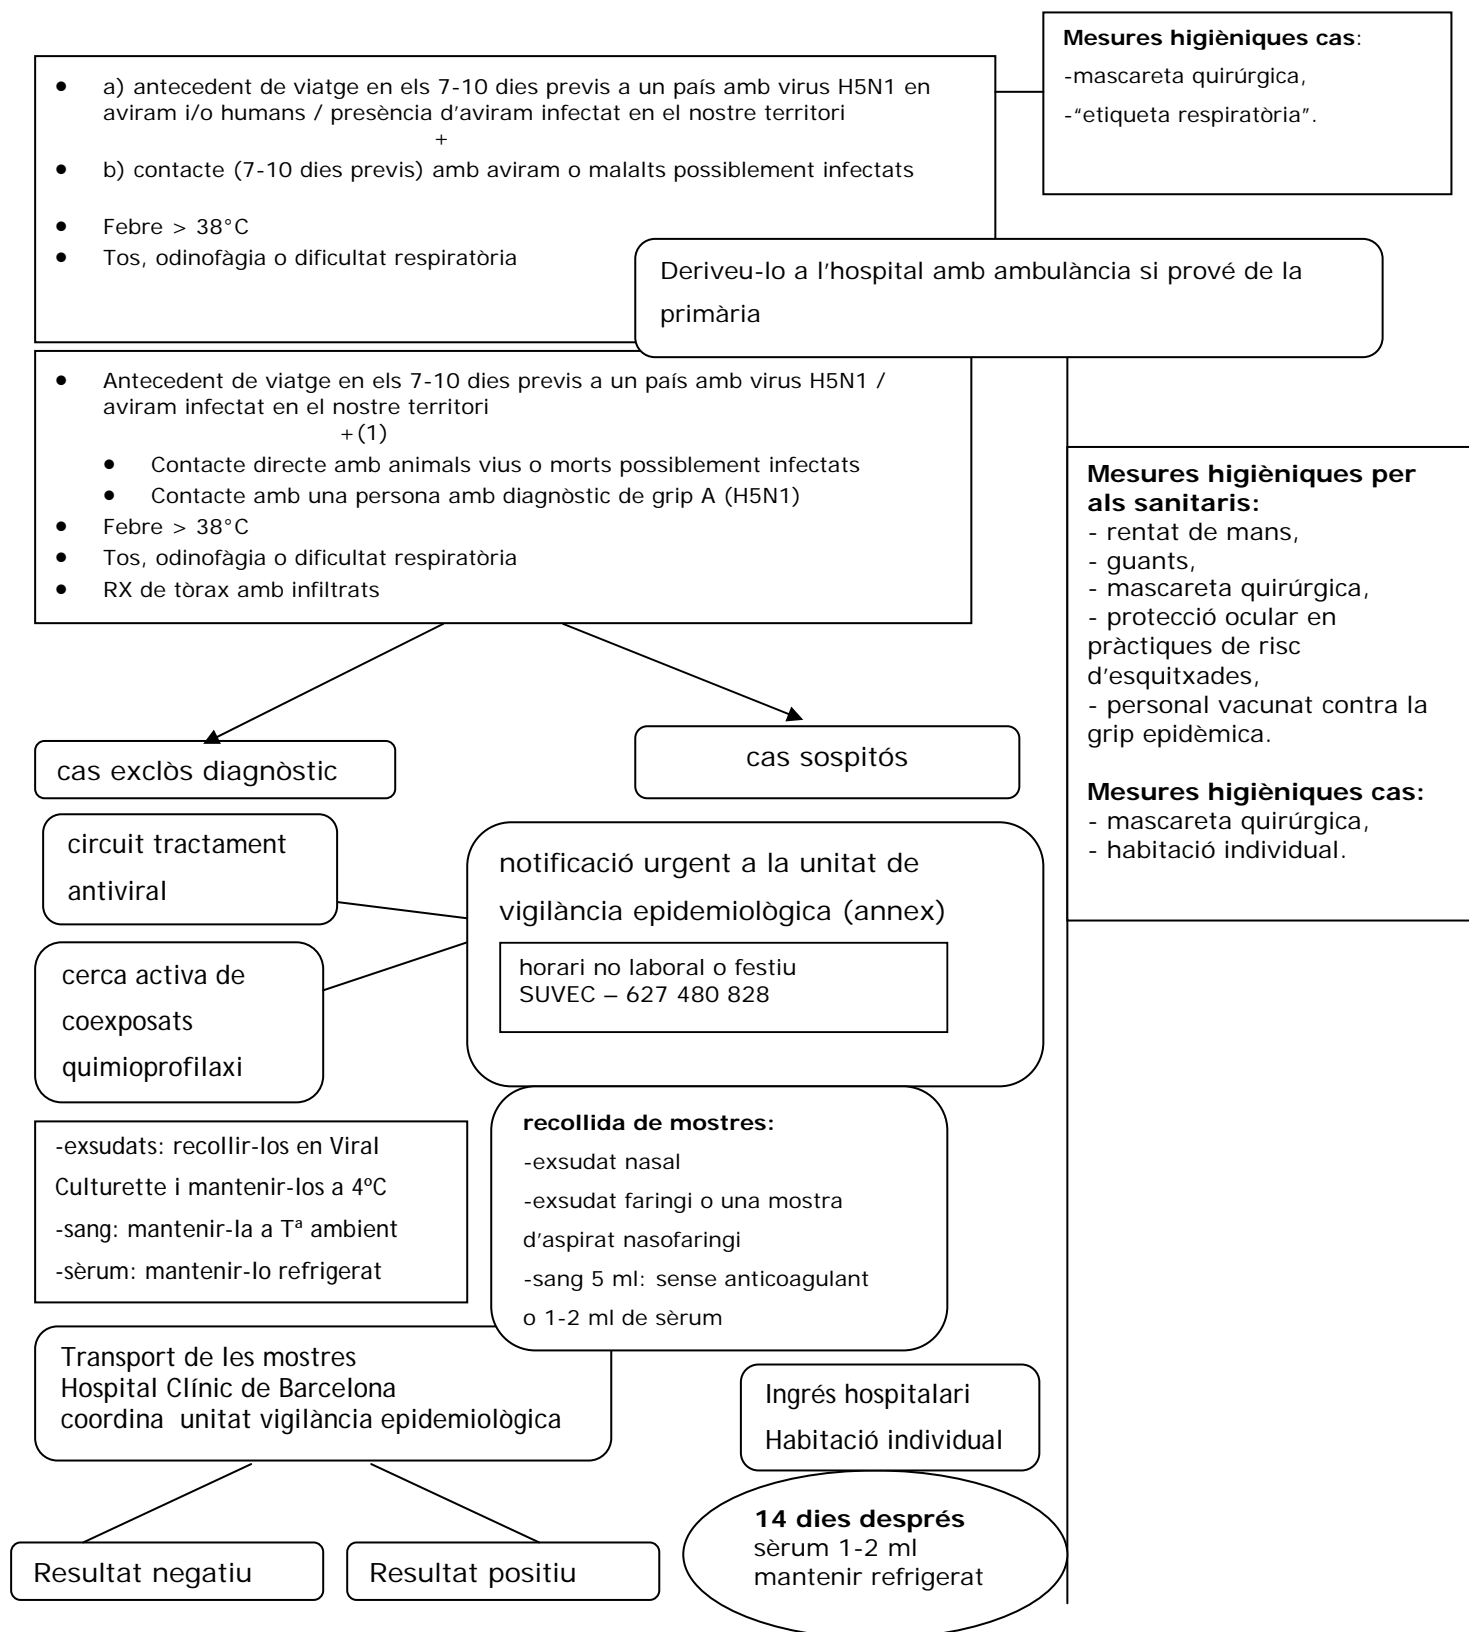 Mesures higièniques cas:
-mascareta quirúrgica,
-“etiqueta respiratòria”.
• a) antecedent de viatge en els 7-10 dies previs a un país amb virus H5N1 en
aviram i/o humans / presència d’aviram infectat en el nostre territori
+
• b) contacte (7-10 dies previs) amb aviram o malalts possiblement infectats
• Febre > 38°C
• Tos, odinofàgia o dificultat respiratòria
Deriveu-lo a l’hospital amb ambulància si prové de la
primària
• Antecedent de viatge en els 7-10 dies previs a un país amb virus H5N1 /
aviram infectat en el nostre territori
+(1)
• Contacte directe amb animals vius o morts possiblement infectats
• Contacte amb una persona amb diagnòstic de grip A (H5N1)
• Febre > 38°C
• Tos, odinofàgia o dificultat respiratòria
• RX de tòrax amb infiltrats
Mesures higièniques per
als sanitaris:
- rentat de mans,
- guants,
- mascareta quirúrgica,
- protecció ocular en
pràctiques de risc
d’esquitxades,
- personal vacunat contra la
grip epidèmica.
Mesures higièniques cas:
- mascareta quirúrgica,
- habitació individual.
cas exclòs diagnòstic
cas sospitós
circuit tractament
antiviral
notificació urgent a la unitat de
vigilància epidemiològica (annex)
horari no laboral o festiu
SUVEC – 627 480 828
cerca activa de
coexposats
quimioprofilaxi
recollida de mostres:
-exsudat nasal
-exsudat faringi o una mostra
d’aspirat nasofaringi
-sang 5 ml: sense anticoagulant
o 1-2 ml de sèrum
-exsudats: recollir-los en Viral
Culturette i mantenir-los a 4ºC
-sang: mantenir-la a Tª ambient
-sèrum: mantenir-lo refrigerat
Transport de les mostres
Hospital Clínic de Barcelona
coordina unitat vigilància epidemiològica
Ingrés hospitalari
Habitació individual
14 dies després
sèrum 1-2 ml
mantenir refrigerat
Resultat negatiu
Resultat positiu